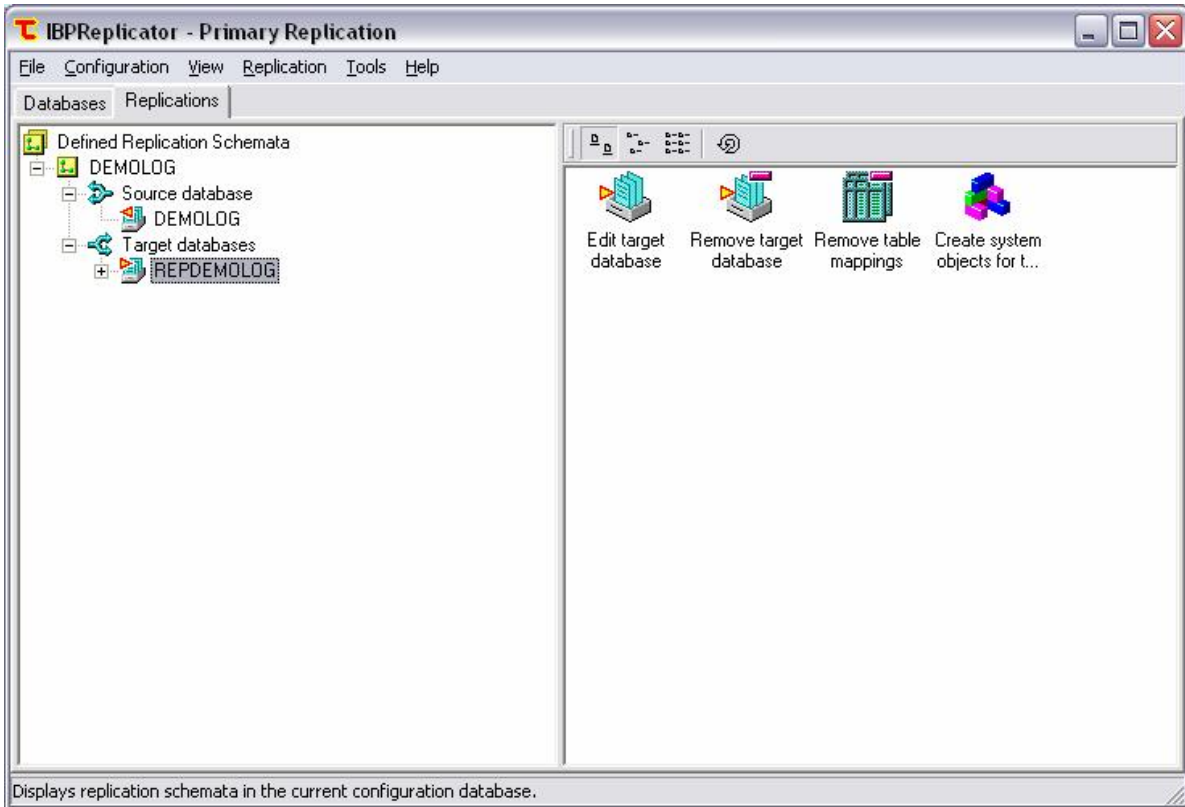 IBPReplicator - Primary Replication
File Configuration View Replication Tools Help
Databases Replications
Defined Replication Schemata
DEMOLOG
Source database
DEMOLOG
Target databases
REPDEMOLOG
Edit target
database
Remove target
database
Remove table
mappings
Create system
objects for t...
Displays replication schemata in the current configuration database.